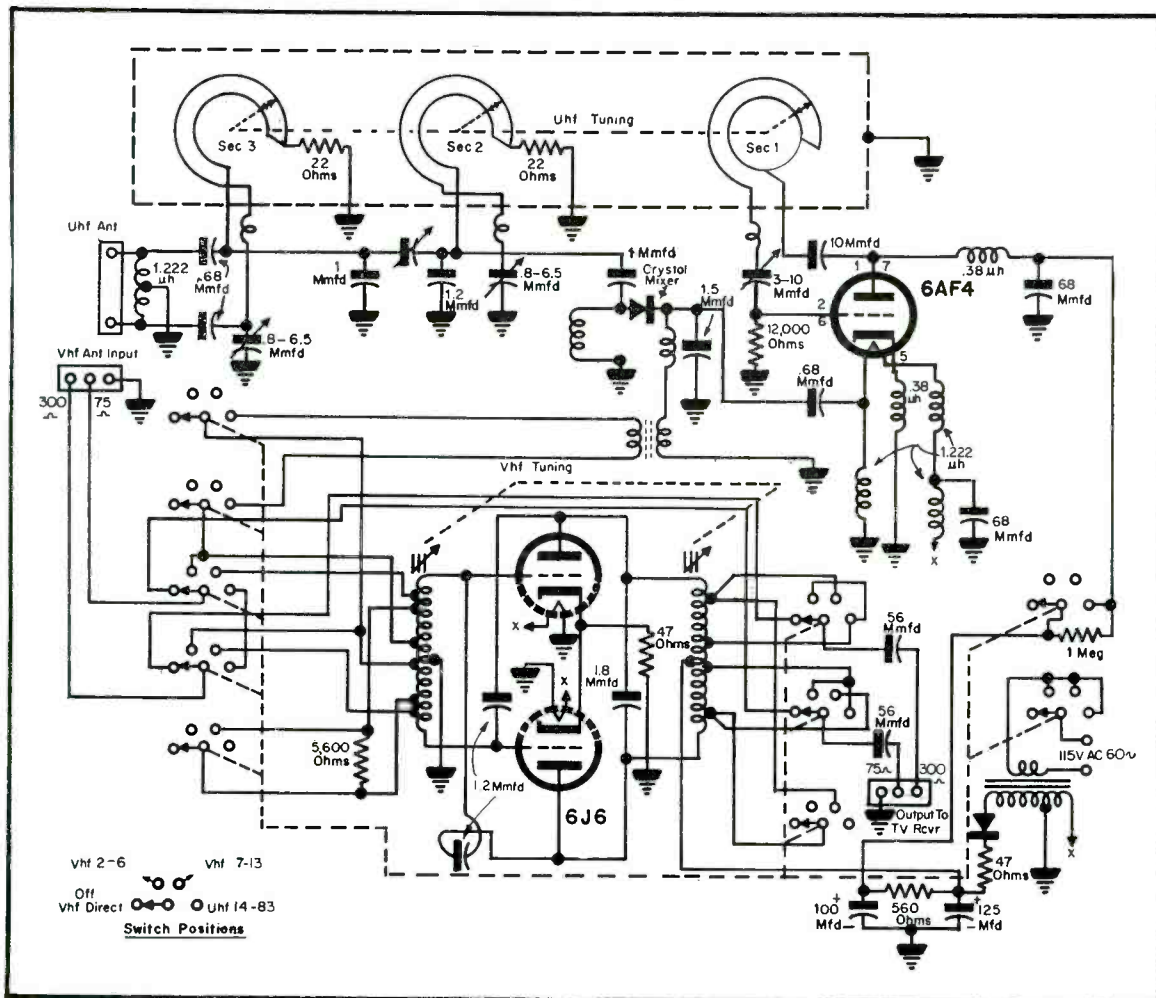 Uhf Tuning
Sec 3
Sec 2
Sec 1
22
Ohms
22
Ohms
Uhf Ant
1.222
μh
.68
Mmfd
1
Mmfd
1.2
Mmfd
.8-6.5
Mmfd
1 Mmfd
Crystal
Mixer
1.5
Mmfd
10 Mmfd
1
7
.38 μh
3-10
Mmfd
2
6
6AF4
68
Mmfd
12,000
Ohms
5
.8-6.5
Mmfd
Vhf Ant Input
300
75
.68
Mmfd
.38
μh
1.222
μh
Vhf Tuning
68
Mmfd
X
X
47
Ohms
56
Mmfd
1 Meg
X
1.8
Mmfd
56
Mmfd
115V AC 60~
5,600
Ohms
75
300
1.2 Mmfd
6J6
Output To
TV Rcvr
X
47
Ohms
Vhf 2-6
Vhf 7-13
Off
Vhf Direct
Uhf 14-83
Switch Positions
+
100
Mfd
-
560
Ohms
+
125
Mfd
-